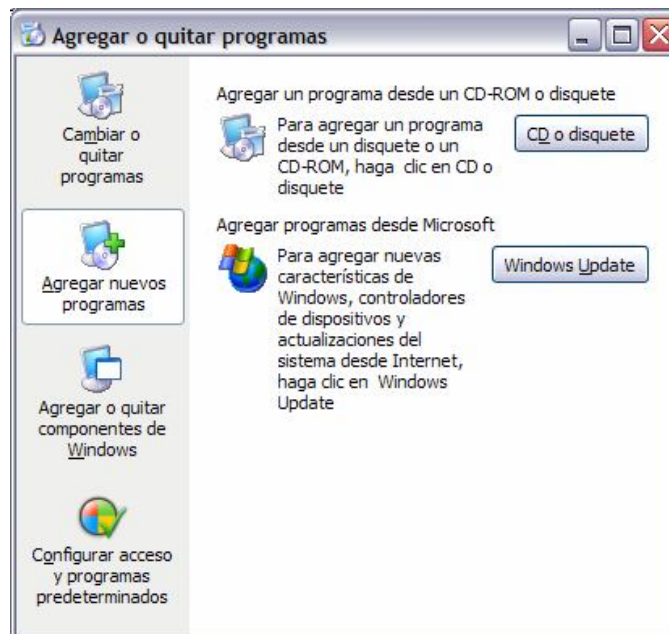 Agregar o quitar programas
Cambiar o
quitar
programas
Agregar nuevos
programas
Agregar o quitar
componentes de
Windows
Configurar acceso
y programas
predeterminados
Agregar un programa desde un CD-ROM o disquete
Para agregar un programa
desde un disquete o un
CD-ROM, haga clic en CD o
disquete
CD o disquete
Agregar programas desde Microsoft
Para agregar nuevas
características de
Windows, controladores
de dispositivos y
actualizaciones del
sistema desde Internet,
haga clic en Windows
Update
Windows Update